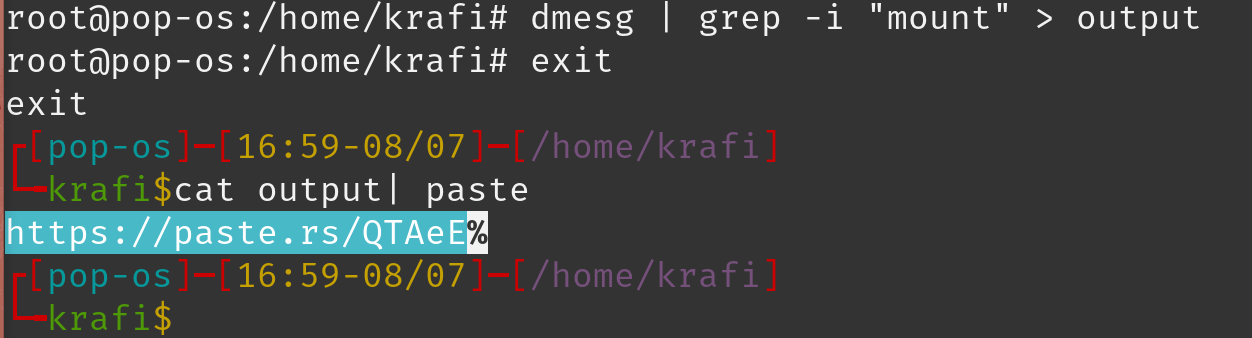 root@pop-os:/home/krafi# dmesg | grep -i "mount" > output
root@pop-os:/home/krafi# exit
exit
┌[pop-os]─[16:59-08/07]─[/home/krafi]
└─krafi$cat output| paste
https://paste.rs/QTAeE%
┌[pop-os]─[16:59-08/07]─[/home/krafi]
└─krafi$